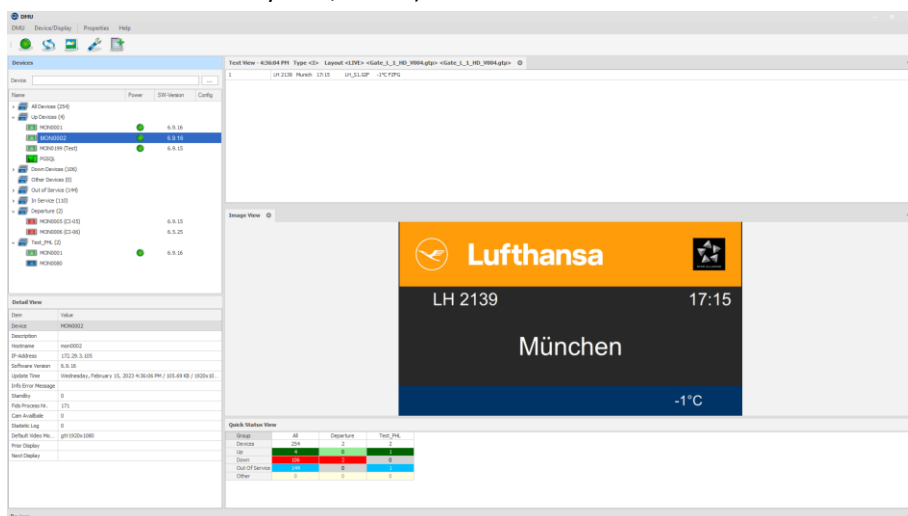 DMU
DMU Device/Display Properties Help
Devices
Device:
...
Name Power SW-Version Config
All Devices (254)
Up Devices (4)
MON0001 6.9.16
MON0002 6.9.16
MON0199 (Test) 6.9.15
PGSQL
Down Devices (106)
Other Devices (0)
Out of Service (144)
In Service (110)
Departure (2)
MON0005 (CI-05) 6.9.15
MON0006 (CI-06) 6.5.25
Test_PHL (2)
MON0001 6.9.16
MON0080
Detail View
Item Value
Device MON0002
Description
Hostname mon0002
IP-Address 172.29.3.105
Software Version 6.9.16
Update Time Wednesday, February 15, 2023 4:36:06 PM / 105.69 KB / 1920x10...
Info Error Message
Standby 0
Fids Process Nr. 171
Cam Available 0
Statistic Log 0
Default Video Mo...
Prior Display
Next Display
Text View - 4:36:04 PM Type <I> Layout <LIVE> <Gate_L_1_HD_V004.gtp> <Gate_L_1_HD_V004.gtp>
1 LH 2139 Munich 17:15 LH_S1.GIF -1°C
Image View
Lufthansa
LH 2139 17:15
München
-1°C
Quick Status View
Group All Departure Test_PHL
Devices 254 2 2
Up 4 0 1
Down 106 2 0
Out Of Service 144 0 1
Other 0 0 0